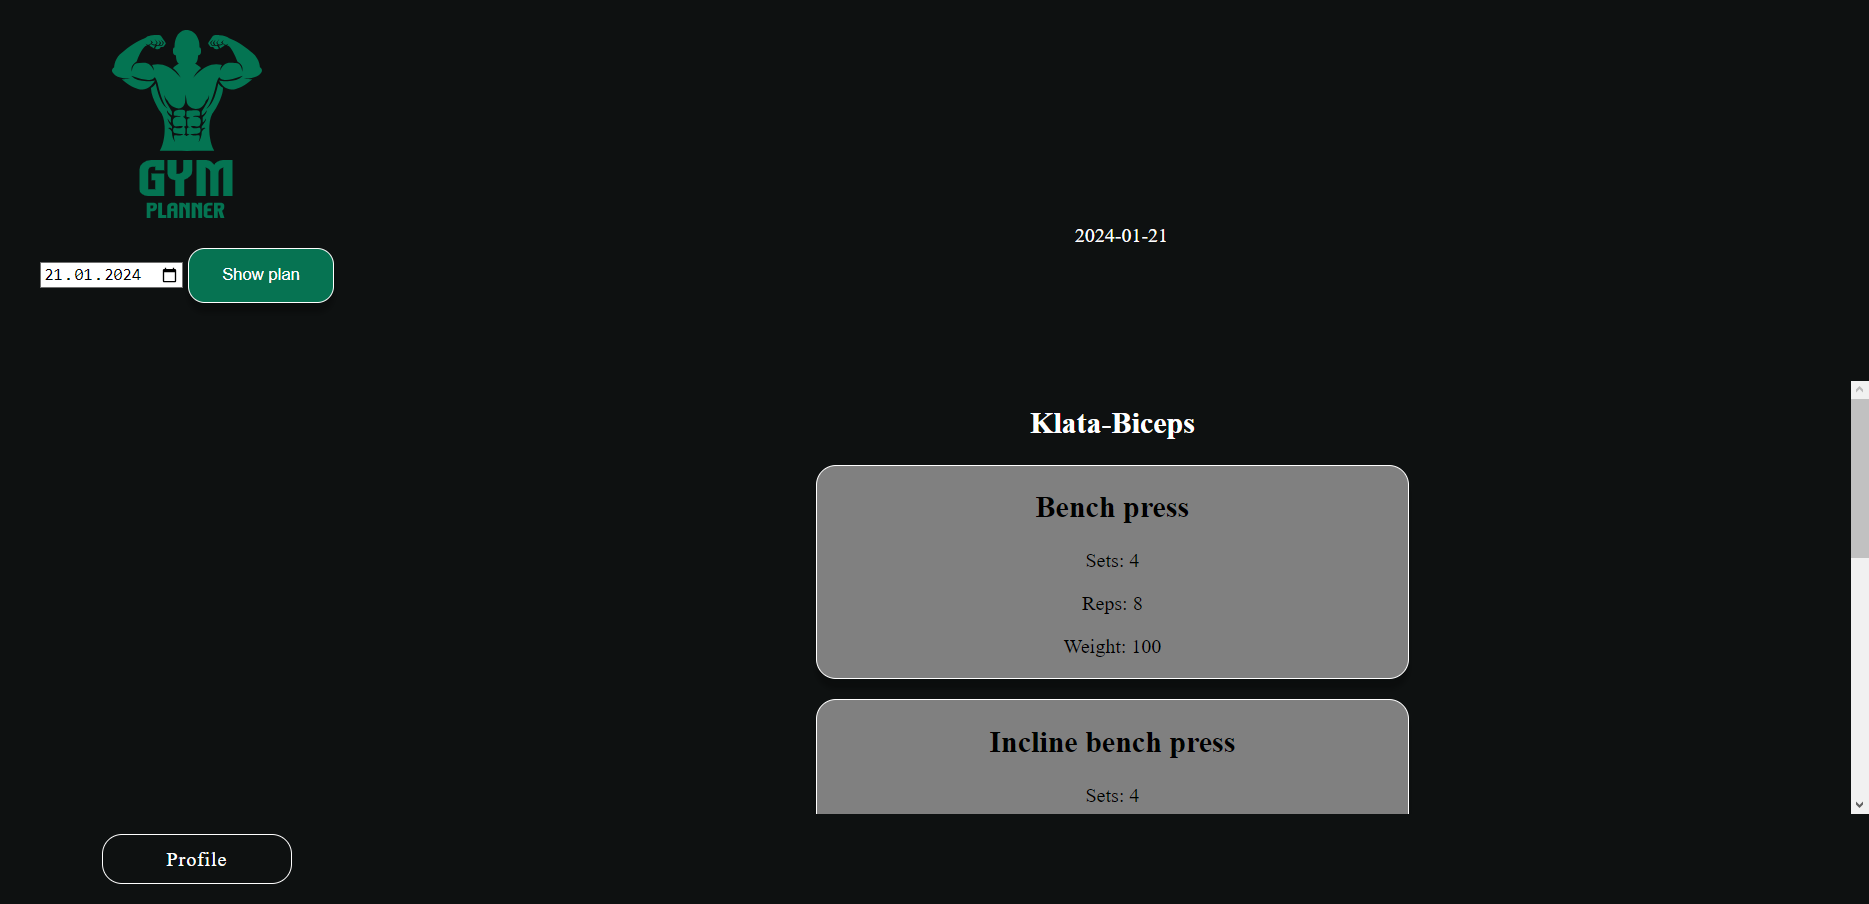 GYM
PLANNER
2024-01-21
21.01.2024
Show plan
Klata-Biceps
Bench press
Sets: 4
Reps: 8
Weight: 100
Incline bench press
Sets: 4
Profile